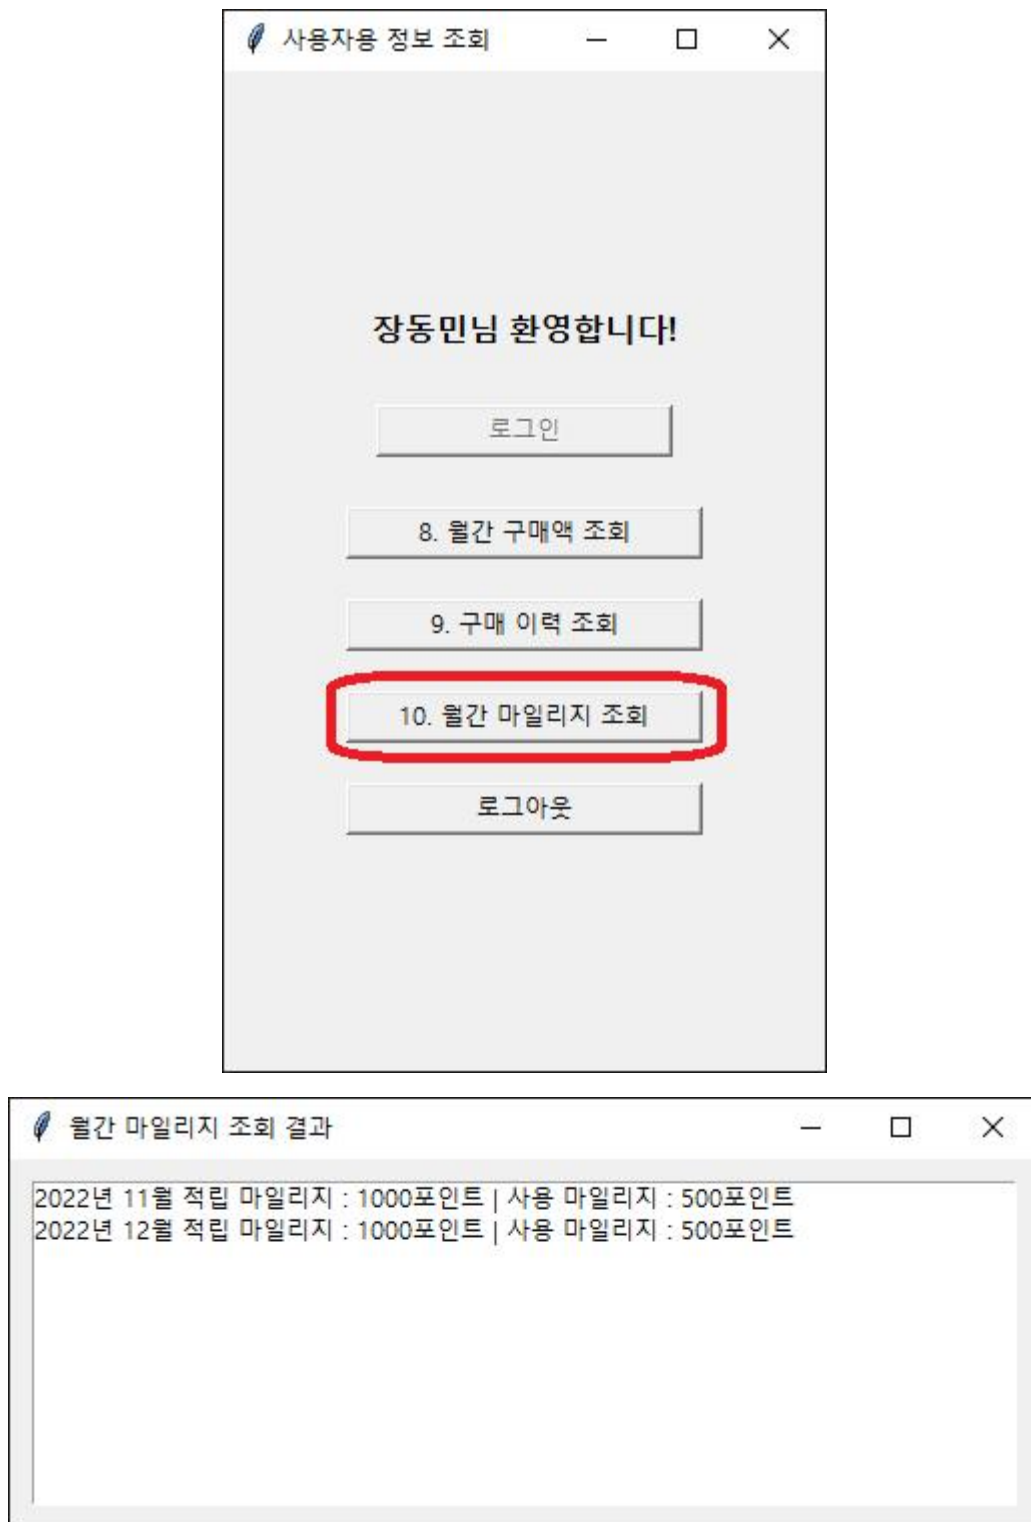 사용자용 정보 조회
장동민님 환영합니다!
로그인
8. 월간 구매액 조회
9. 구매 이력 조회
10. 월간 마일리지 조회
로그아웃
월간 마일리지 조회 결과
2022년 11월 적립 마일리지 : 1000포인트 | 사용 마일리지 : 500포인트
2022년 12월 적립 마일리지 : 1000포인트 | 사용 마일리지 : 500포인트